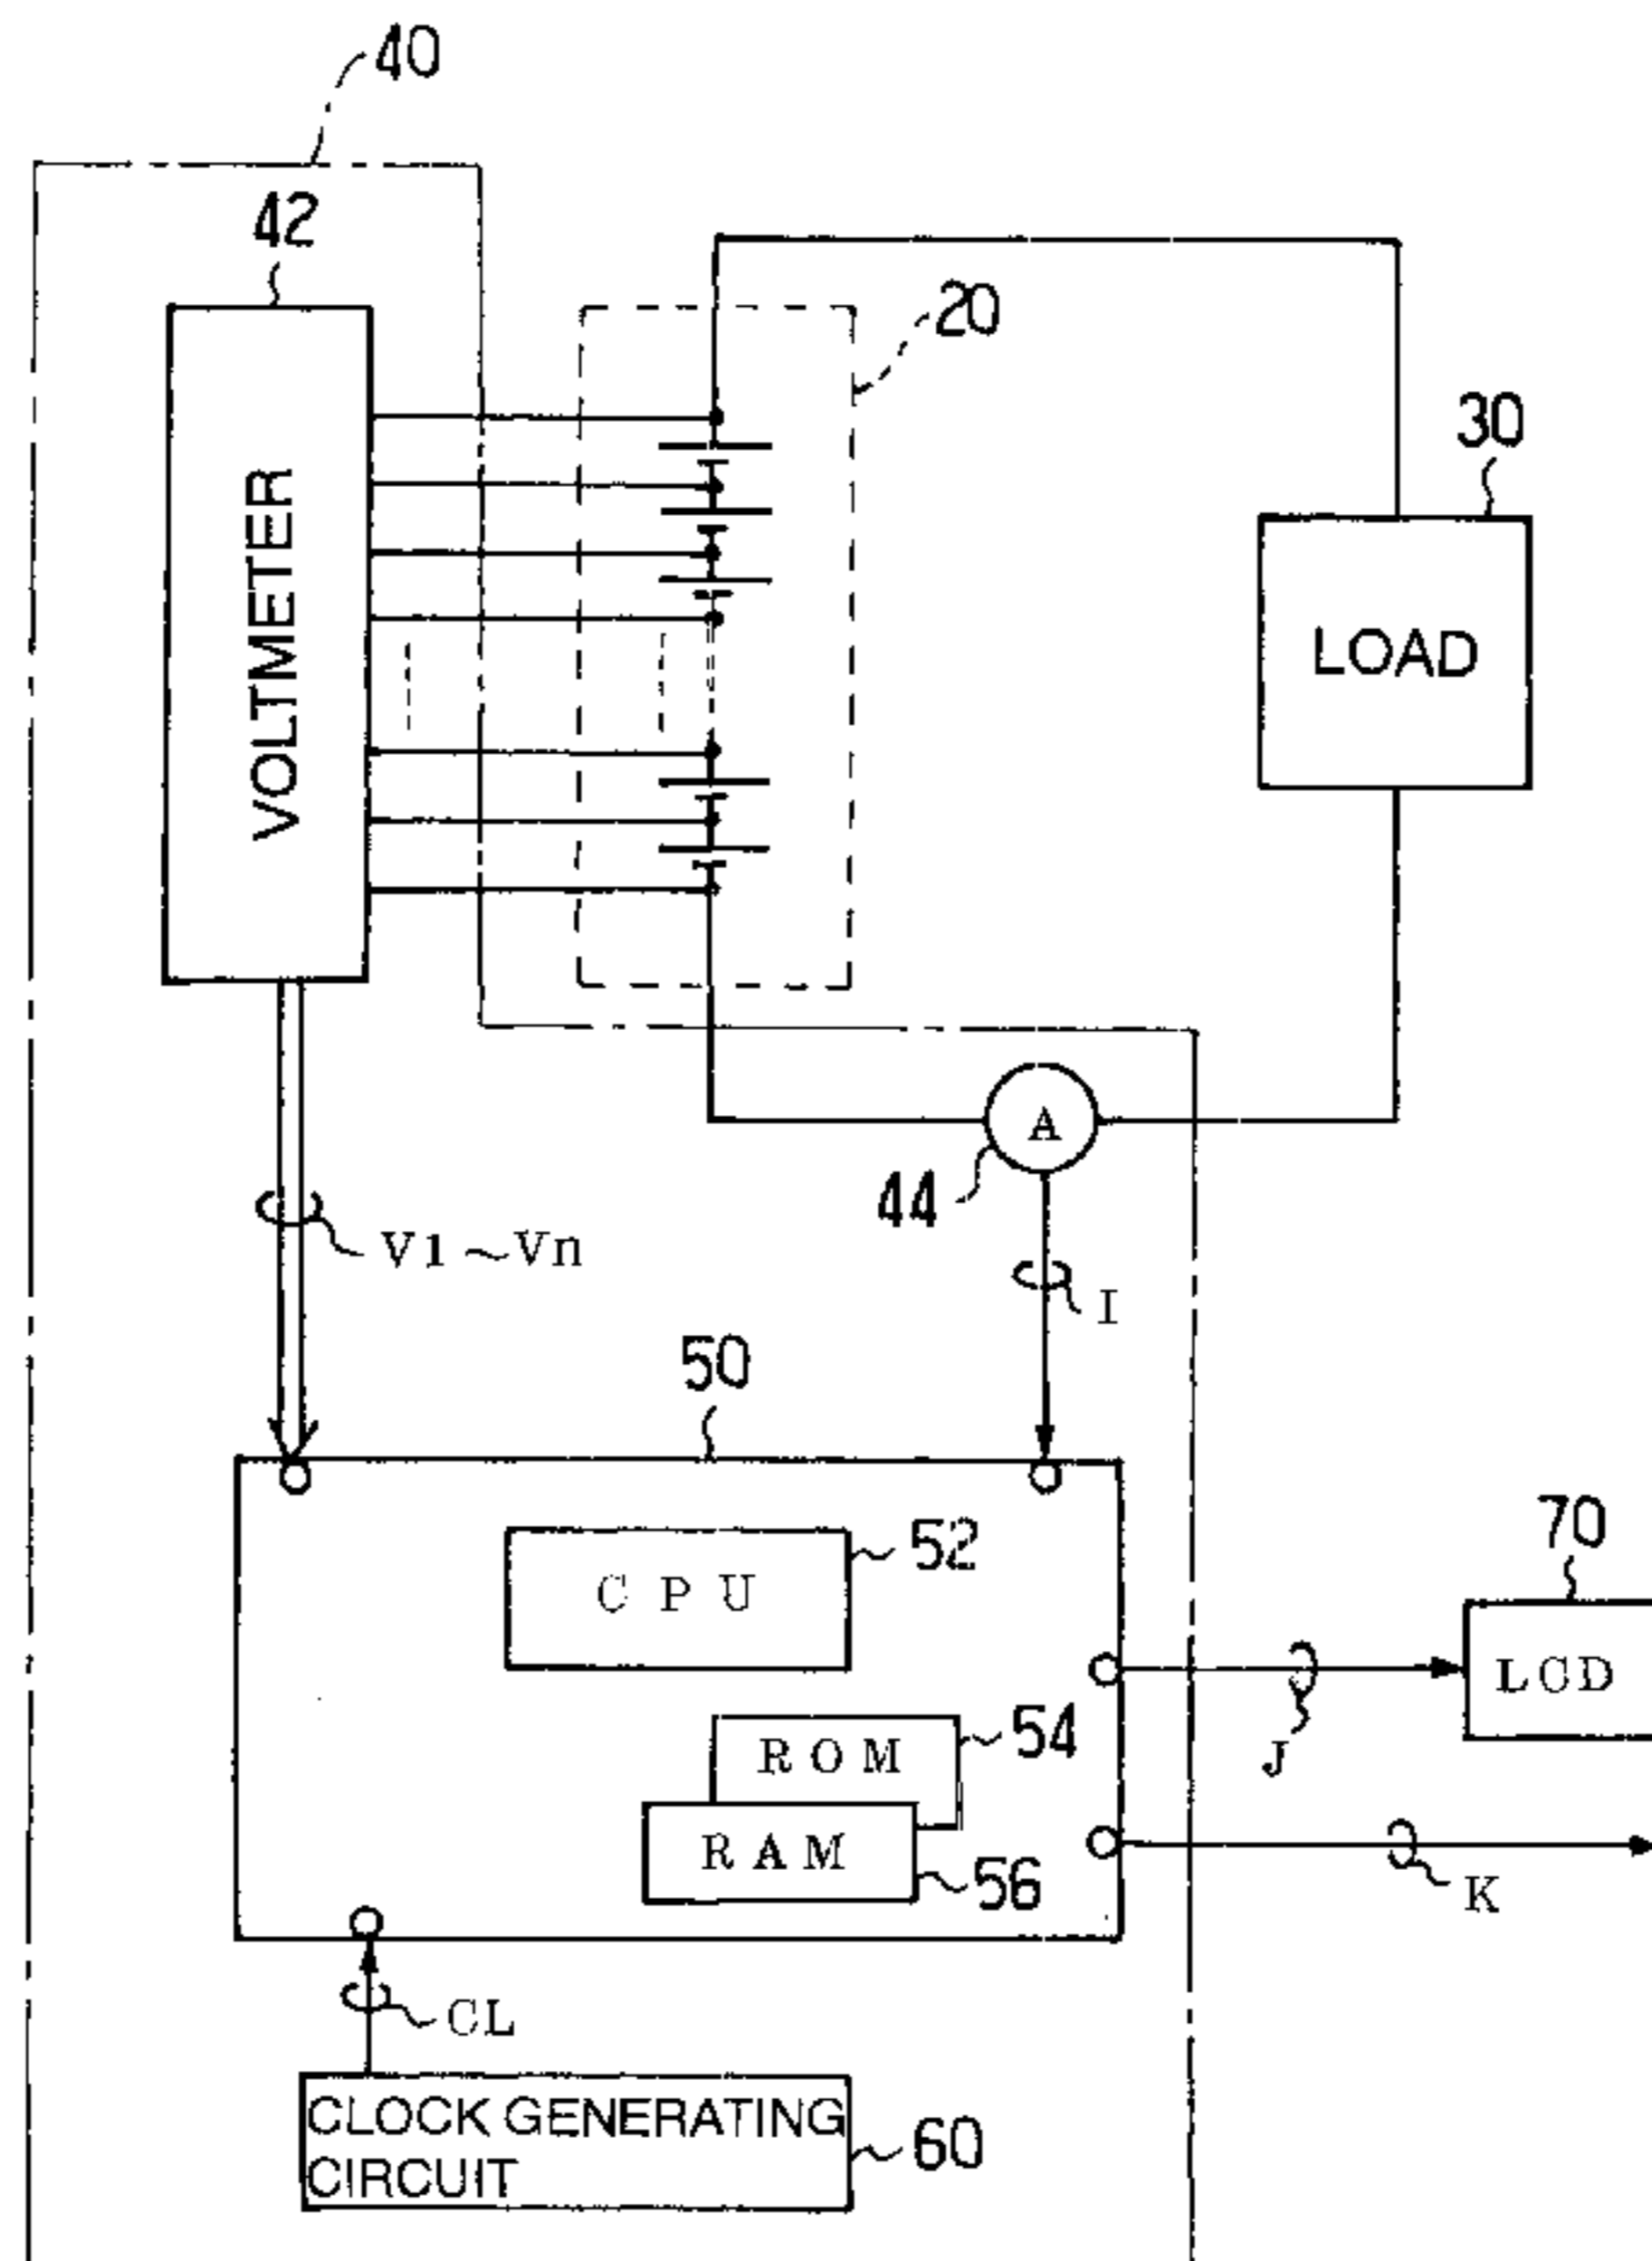 40
42
20
30
VOLTMETER
LOAD
A
44
V1~Vn
I
50
52
CPU
70
LCD
54
ROM
J
RAM
56
K
CL
CLOCK GENERATING
CIRCUIT
60